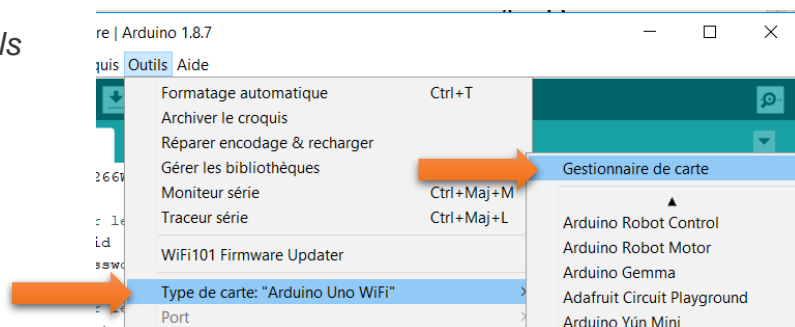 ls
re | Arduino 1.8.7
quis Outils Aide
Formatage automatique Ctrl+T
Archiver le croquis
Réparer encodage & recharger
Gérer les bibliothèques
Moniteur série Ctrl+Maj+M
Traceur série Ctrl+Maj+L
WiFi101 Firmware Updater
Type de carte: "Arduino Uno WiFi"
Port
Gestionnaire de carte
Arduino Robot Control
Arduino Robot Motor
Arduino Gemma
Adafruit Circuit Playground
Arduino Yún Mini